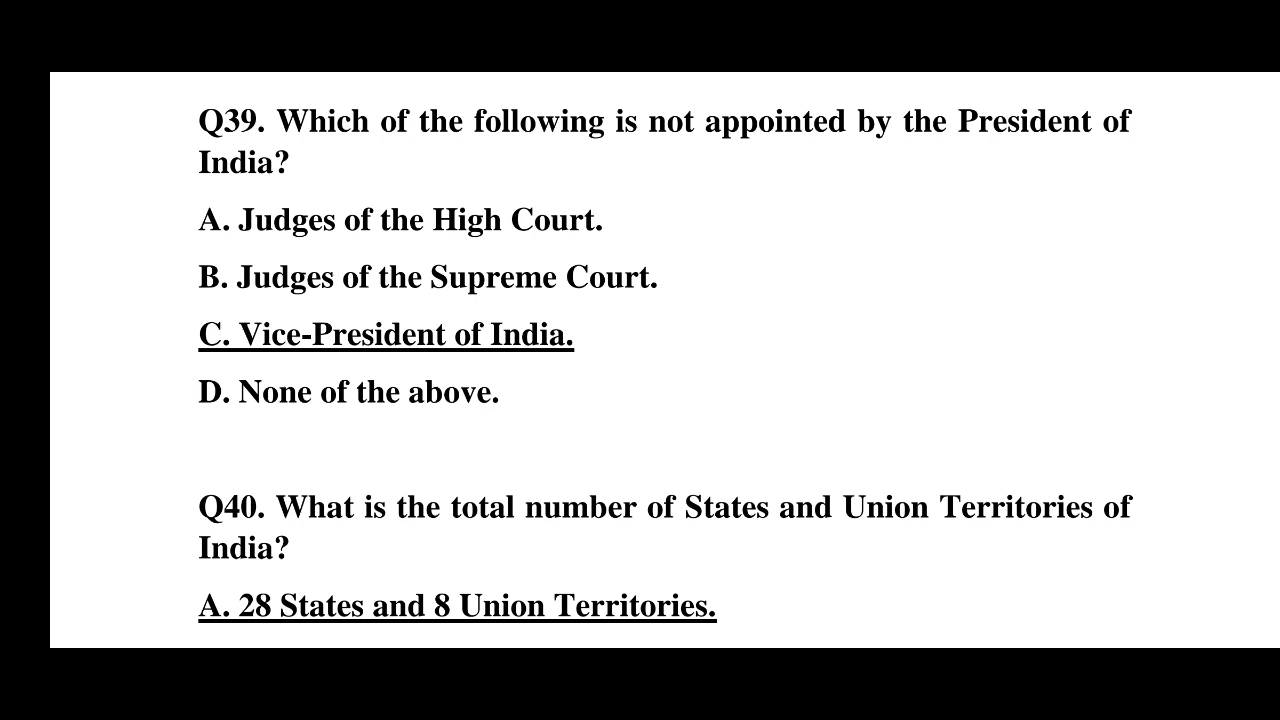 Q39. Which of the following is not appointed by the President of
India?
A. Judges of the High Court.
B. Judges of the Supreme Court.
C. Vice-President of India.
D. None of the above.
Q40. What is the total number of States and Union Territories of
India?
A. 28 States and 8 Union Territories.